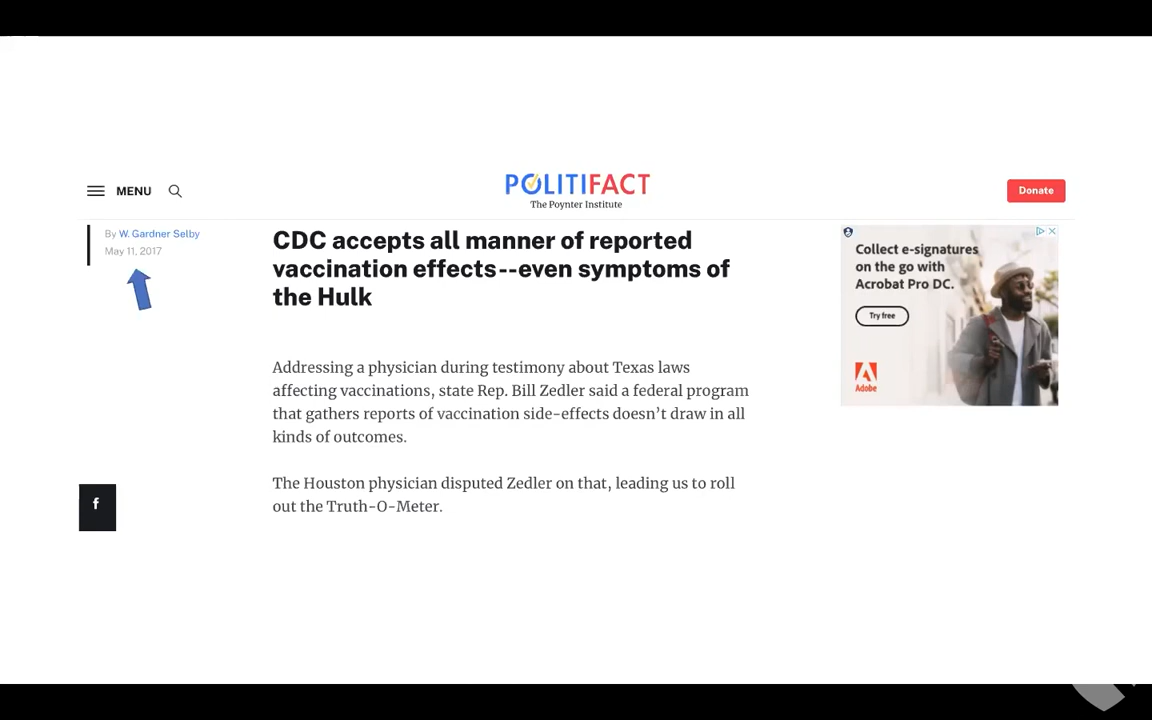 MENU
POLITIFACT
The Poynter Institute
Donate
By W. Gardner Selby
May 11, 2017
CDC accepts all manner of reported
vaccination effects--even symptoms of
the Hulk
Addressing a physician during testimony about Texas laws
affecting vaccinations, state Rep. Bill Zedler said a federal program
that gathers reports of vaccination side-effects doesn’t draw in all
kinds of outcomes.
The Houston physician disputed Zedler on that, leading us to roll
out the Truth-O-Meter.
Collect e-signatures
on the go with
Acrobat Pro DC.
Try free
Adobe
f